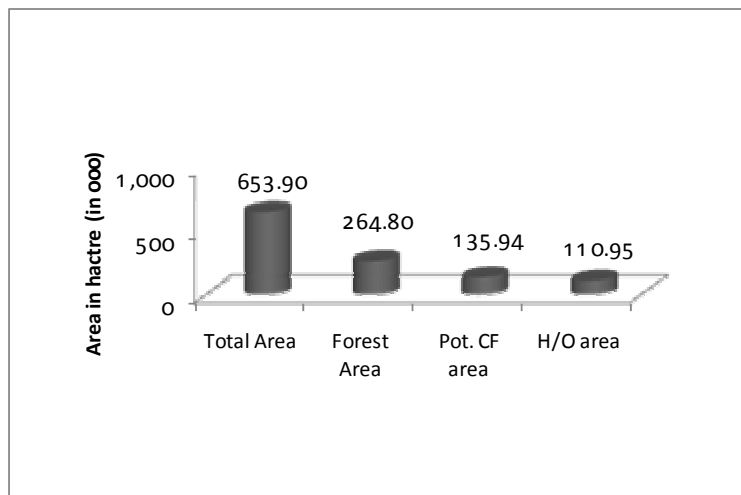 Area in hactre (in 000)
1,000
500
0
653.90
264.80
135.94
110.95
Total Area
Forest
Area
Pot. CF
area
H/O area